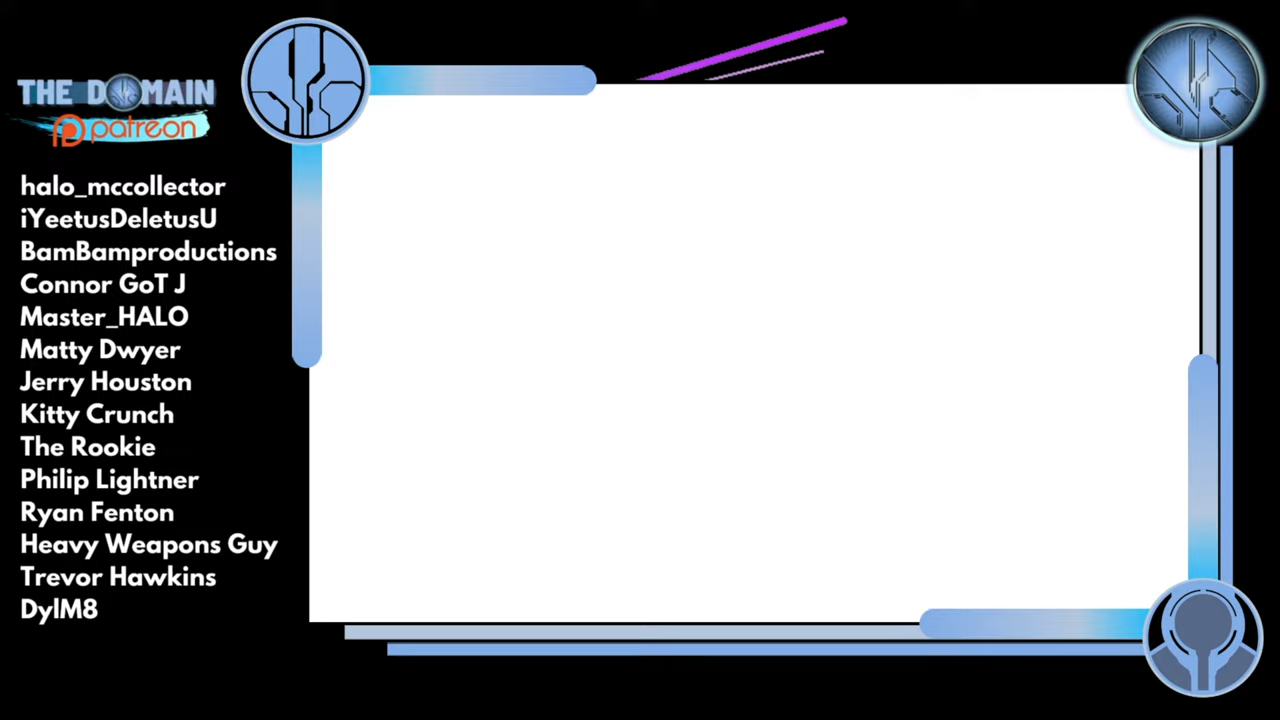 THE DOMAIN
patreon
halo_mccollector
iYeetusDeletusU
BamBamproductions
Connor GoT J
Master_HALO
Matty Dwyer
Jerry Houston
Kitty Crunch
The Rookie
Philip Lightner
Ryan Fenton
Heavy Weapons Guy
Trevor Hawkins
DylM8